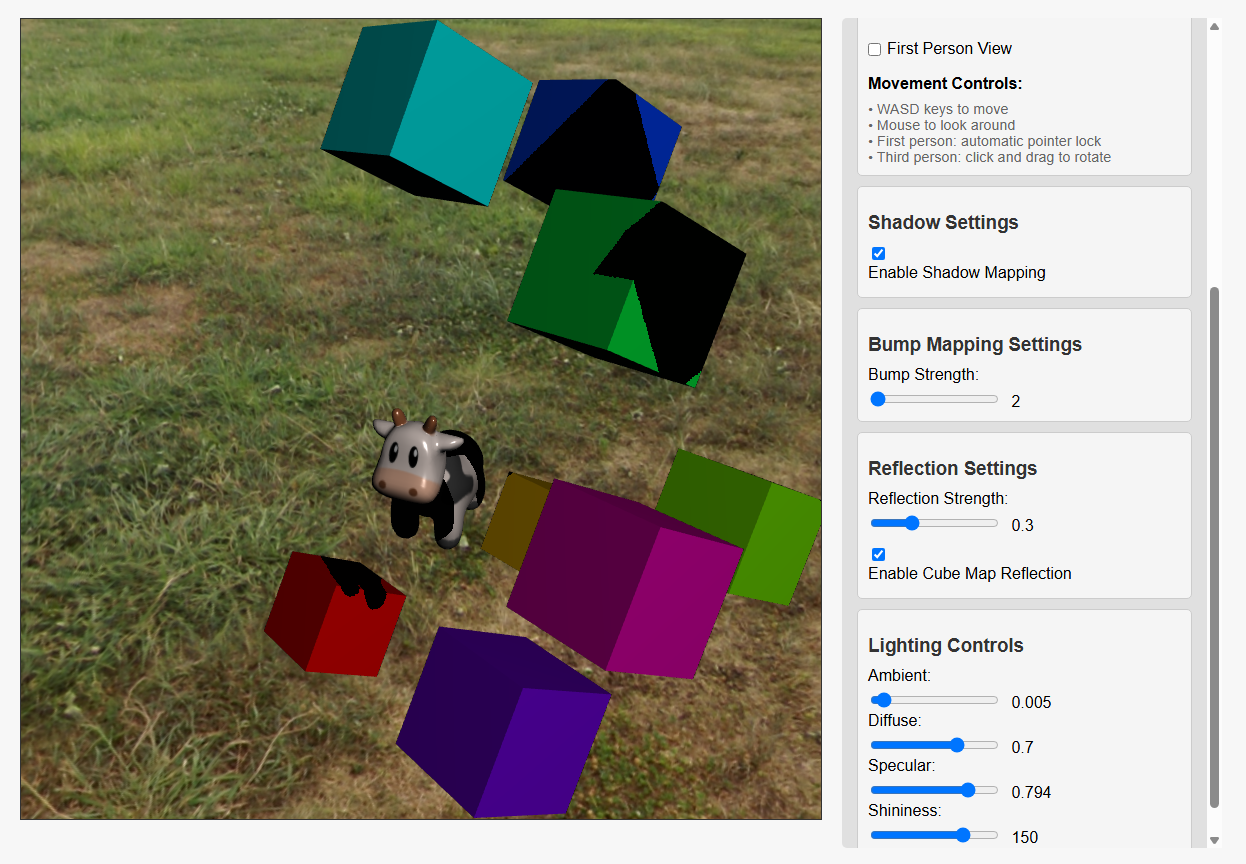 First Person View
Movement Controls:
• WASD keys to move
• Mouse to look around
• First person: automatic pointer lock
• Third person: click and drag to rotate
Shadow Settings
Enable Shadow Mapping
Bump Mapping Settings
Bump Strength:
2
Reflection Settings
Reflection Strength:
0.3
Enable Cube Map Reflection
Lighting Controls
Ambient:
0.005
Diffuse:
0.7
Specular:
0.794
Shininess:
150